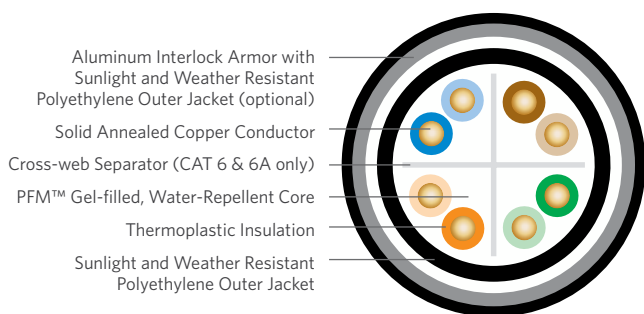 Aluminum Interlock Armor with
Sunlight and Weather Resistant
Polyethylene Outer Jacket (optional)
Solid Annealed Copper Conductor
Cross-web Separator (CAT 6 & 6A only)
PFM™ Gel-filled, Water-Repellent Core
Thermoplastic Insulation
Sunlight and Weather Resistant
Polyethylene Outer Jacket